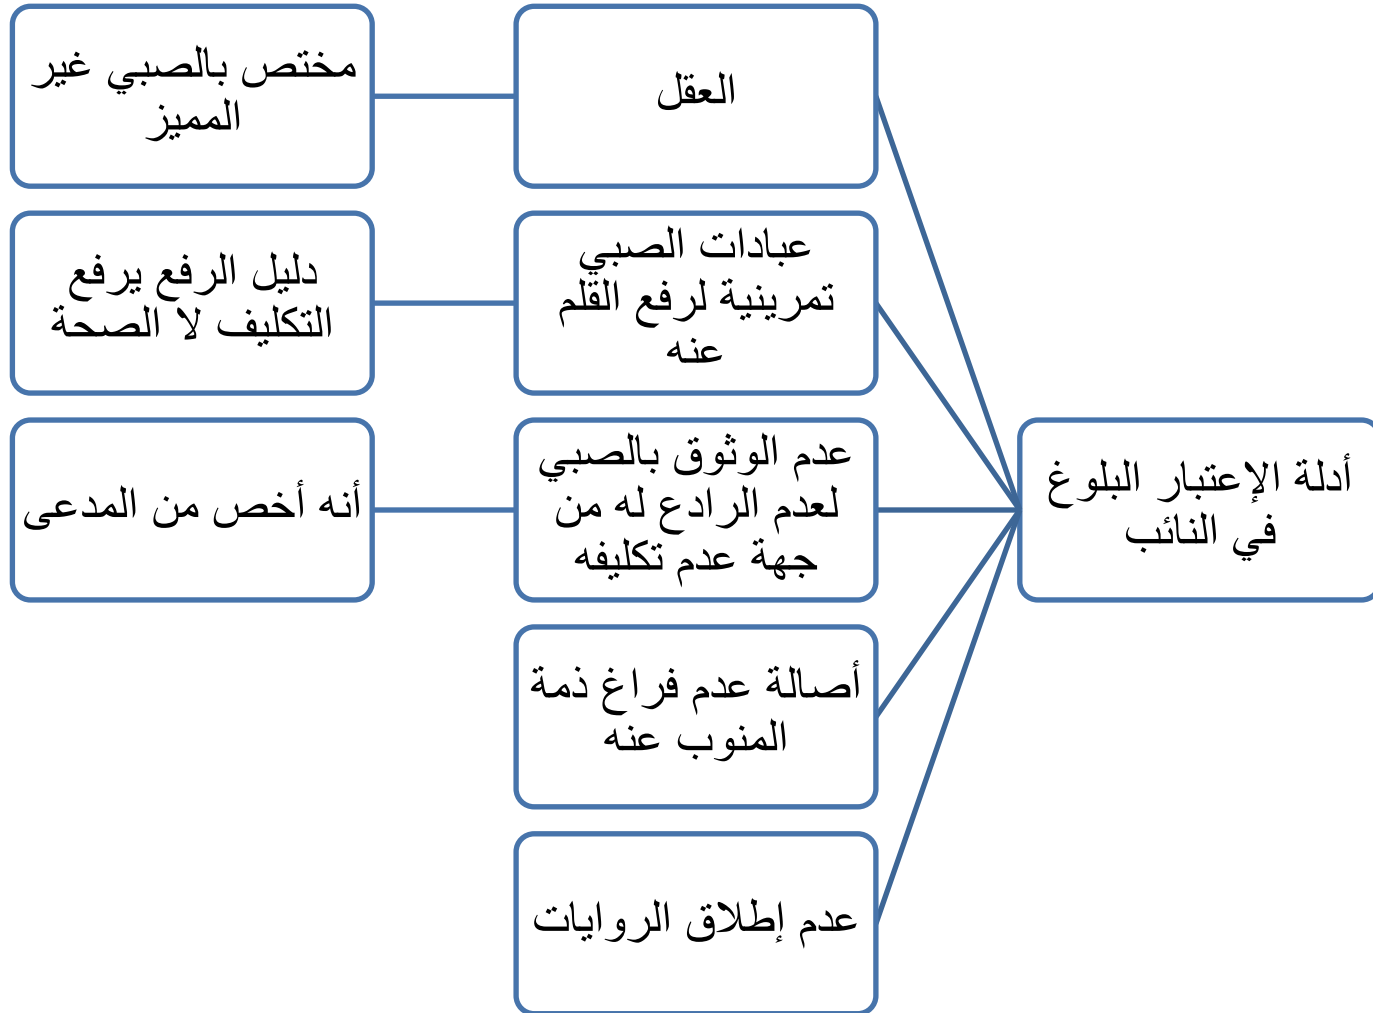 أدلة الإعتبار البلوغ
في النائب
العقل
مختص بالصبي غير
المميز
عبادات الصبي
تمرينية لرفع القلم
عنه
دليل الرفع يرفع
التكليف لا الصحة
عدم الوثوق بالصبي
لعدم الرادع له من
جهة عدم تكليفه
أنه أخص من المدعى
أصالة عدم فراغ ذمة
المنوب عنه
عدم إطلاق الروايات